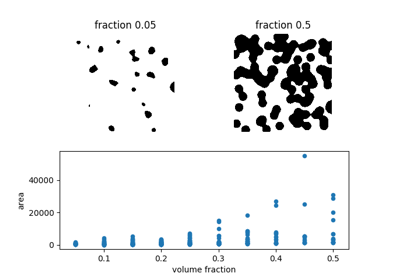 fraction 0.05
fraction 0.5
area
40000
20000
0
0.1 0.2 0.3 0.4 0.5
volume fraction